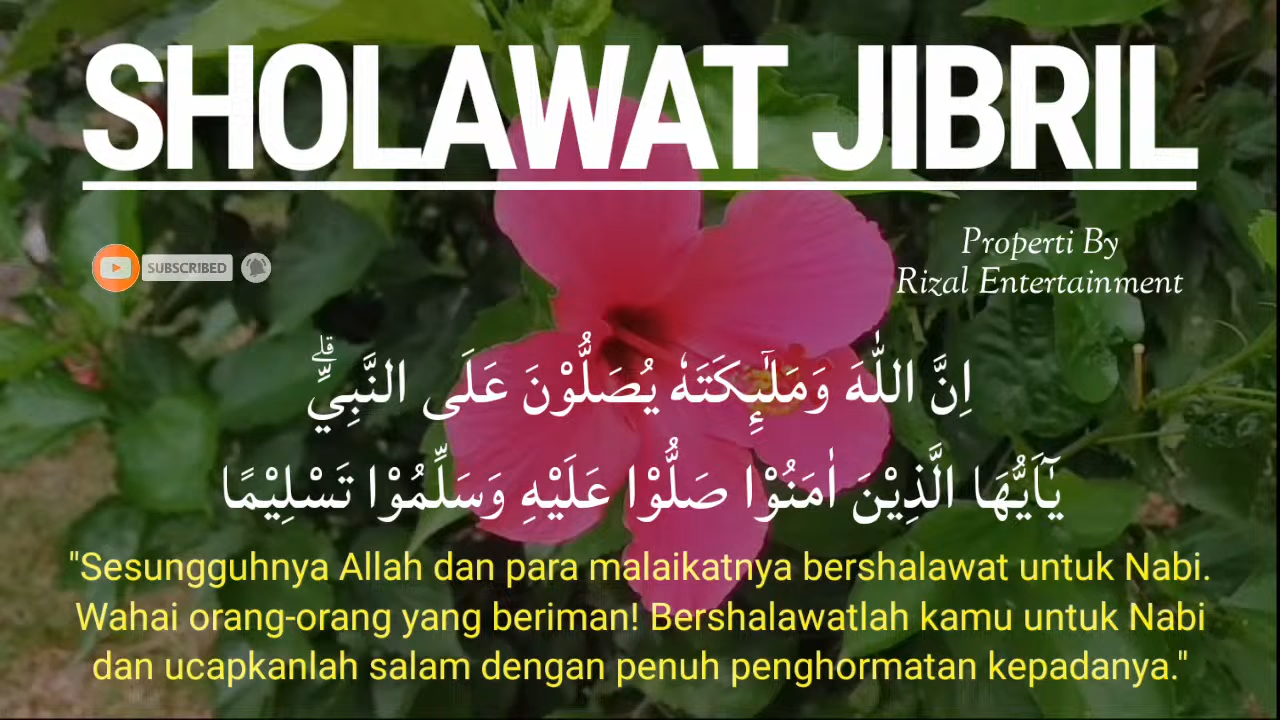 SHOLAWAT JIBRIL
SUBSCRIBED
Properti By
Rizal Entertainment
اِنَّ اللّٰهَ وَمَلٰۤىِٕكَتَهٗ يُصَلُّوْنَ عَلَى النَّبِيِّۗ
يٰٓاَيُّهَا الَّذِيْنَ اٰمَنُوْا صَلُّوْا عَلَيْهِ وَسَلِّمُوْا تَسْلِيْمًا
"Sesungguhnya Allah dan para malaikatnya bershalawat untuk Nabi.
Wahai orang-orang yang beriman! Bershalawatlah kamu untuk Nabi
dan ucapkanlah salam dengan penuh penghormatan kepadanya."